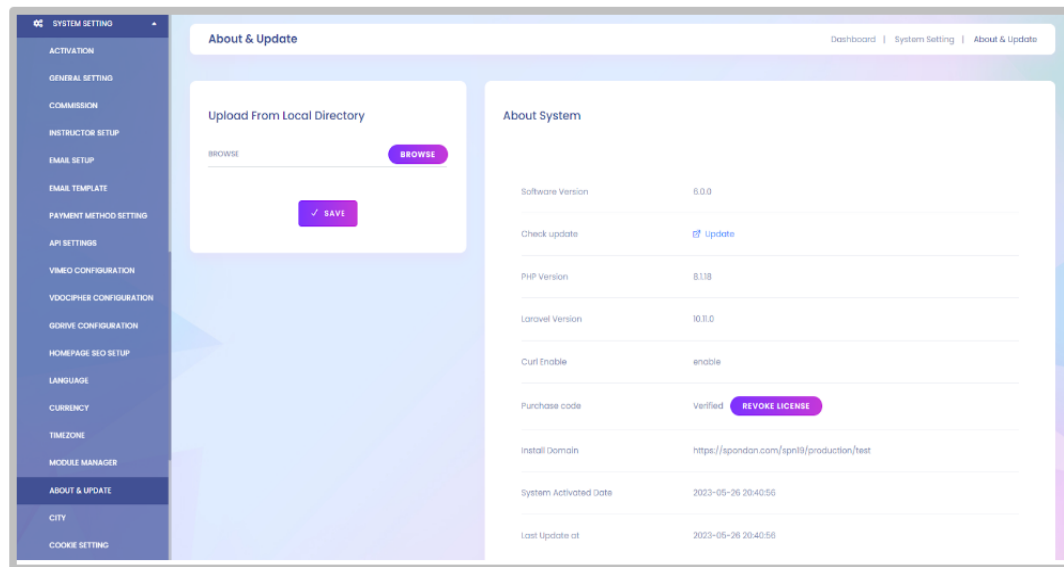 SYSTEM SETTING
ACTIVATION
GENERAL SETTING
COMMISSION
INSTRUCTOR SETUP
EMAIL SETUP
EMAIL TEMPLATE
PAYMENT METHOD SETTING
API SETTINGS
VIMEO CONFIGURATION
VDOCIPHER CONFIGURATION
GDRIVE CONFIGURATION
HOMEPAGE SEO SETUP
LANGUAGE
CURRENCY
TIMEZONE
MODULE MANAGER
ABOUT & UPDATE
CITY
COOKIE SETTING
About & Update
Dashboard | System Setting | About & Update
Upload From Local Directory
BROWSE BROWSE
✓ SAVE
About System
Software Version 6.0.0
Check update Update
PHP Version 8.1.18
Laravel Version 10.11.0
Curl Enable enable
Purchase code Verified REVOKE LICENSE
Install Domain https://spondan.com/spn19/production/test
System Activated Date 2023-05-26 20:40:56
Last Update at 2023-05-26 20:40:56